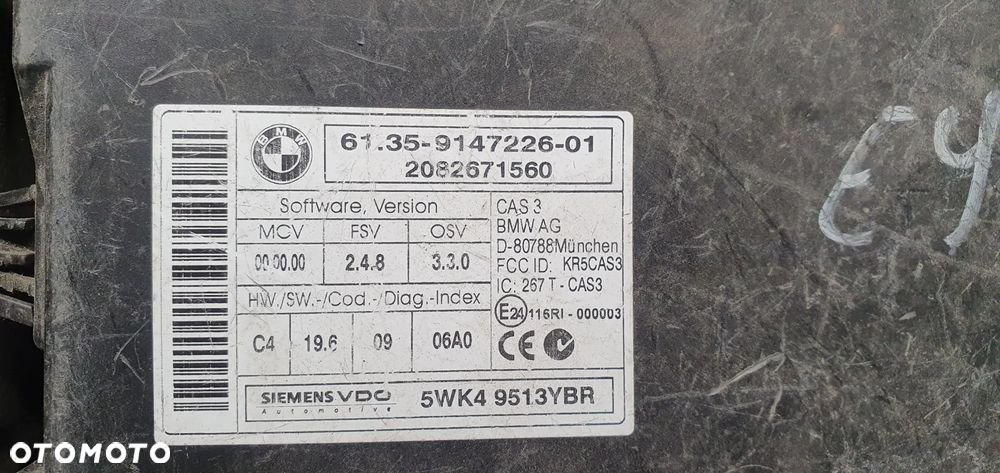 BMW
61.35-9147226-01
2082671560
Software, Version
MCV FSV OSV
00.00.00 2.4.8 3.3.0
HW./SW.-/Cod.-/Diag.-Index
C4 19.6 09 06A0
CAS 3
BMW AG
D-80788München
FCC ID: KR5CAS3
IC: 267 T - CAS3
E24 116RI - 000003
CE
SIEMENS VDO
Automotive
5WK4 9513YBR
OTOMOTO